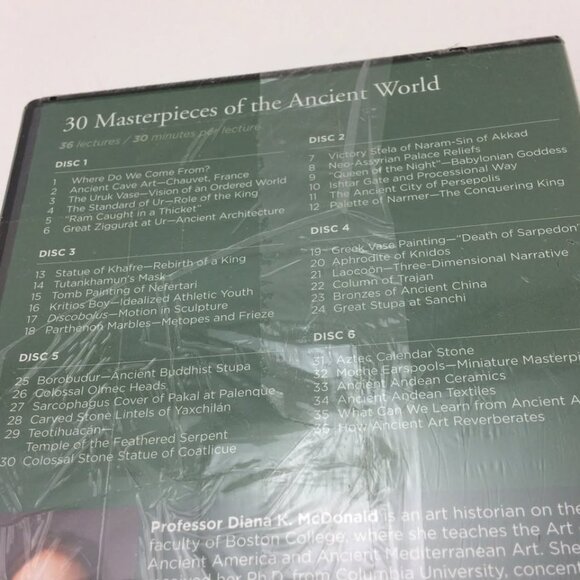 30 Masterpieces of the Ancient World
36 lectures / 30 minutes per lecture
DISC 1
1 Where Do We Come From?
2 Ancient Cave Art—Chauvet, France
3 The Uruk Vase—Vision of an Ordered World
4 The Standard of Ur—Role of the King
5 "Ram Caught in a Thicket"
6 Great Ziggurat at Ur—Ancient Architecture
DISC 2
7 Victory Stela of Naram-Sin of Akkad
8 Neo-Assyrian Palace Reliefs
9 "Queen of the Night"—Babylonian Goddess
10 Ishtar Gate and Processional Way
11 The Ancient City of Persepolis
12 Palette of Narmer—The Conquering King
DISC 3
13 Statue of Khafre—Rebirth of a King
14 Tutankhamun's Mask
15 Tomb Painting of Nefertari
16 Kritios Boy—Idealized Athletic Youth
17 Discobolus—Motion in Sculpture
18 Parthenon Marbles—Metopes and Frieze
DISC 4
19 Greek Vase Painting—"Death of Sarpedon"
20 Aphrodite of Knidos
21 Laocoön—Three-Dimensional Narrative
22 Column of Trajan
23 Bronzes of Ancient China
24 Great Stupa at Sanchi
DISC 5
25 Borobudur—Ancient Buddhist Stupa
26 Colossal Olmec Heads
27 Sarcophagus Cover of Pakal at Palenque
28 Carved Stone Lintels of Yaxchilan
29 Teotihuacán—
Temple of the Feathered Serpent
30 Colossal Stone Statue of Coatlicue
DISC 6
31 Aztec Calendar Stone
32 Moche Earspools—Miniature Masterpi
33 Ancient Andean Ceramics
34 Ancient Andean Textiles
35 What Can We Learn from Ancient A
36 How Ancient Art Reverberates
Professor Diana K. McDonald is an art historian on the
faculty of Boston College, where she teaches the Art
Ancient America and Ancient Mediterranean Art. She
her Ph.D. from Columbia University, concent